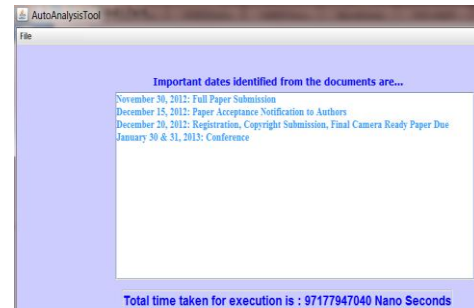 AutoAnalysisTool
File
Important dates identified from the documents are...
November 30, 2012: Full Paper Submission
December 15, 2012: Paper Acceptance Notification to Authors
December 20, 2012: Registration, Copyright Submission, Final Camera Ready Paper Due
January 30 & 31, 2013: Conference
Total time taken for execution is : 97177947040 Nano Seconds